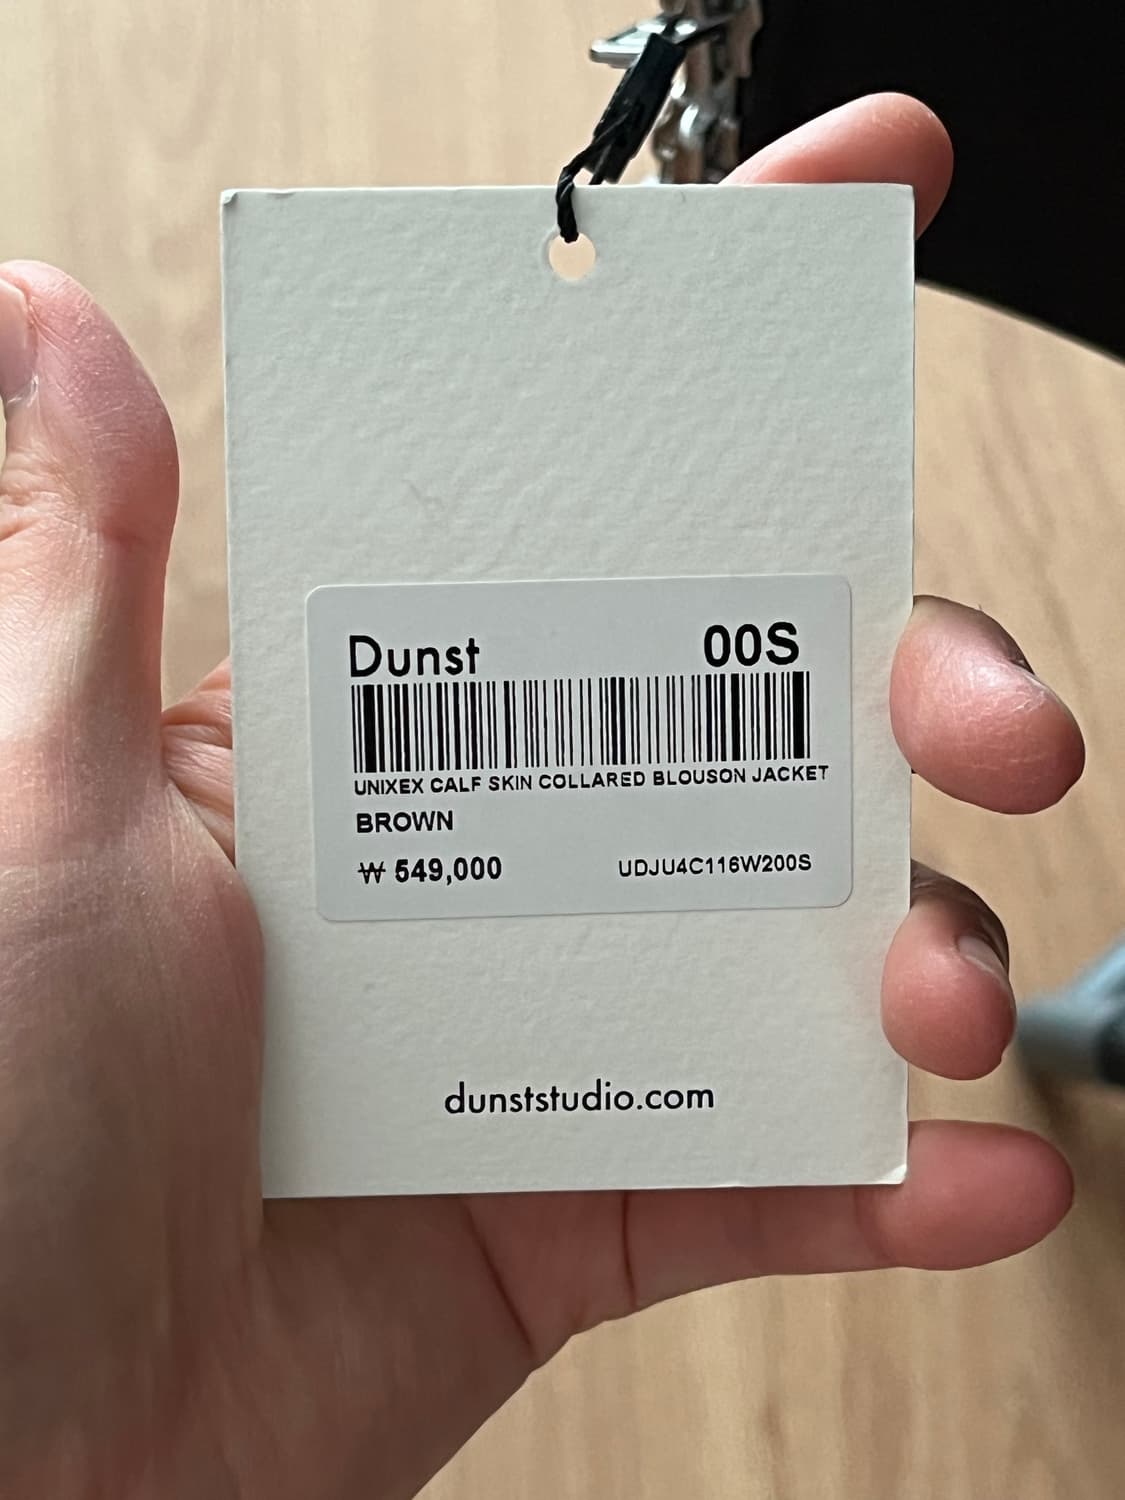 Dunst 00S
UNIXEX CALF SKIN COLLARED BLOUSON JACKET
BROWN
₩ 549,000 UDJU4C116W200S
dunststudio.com